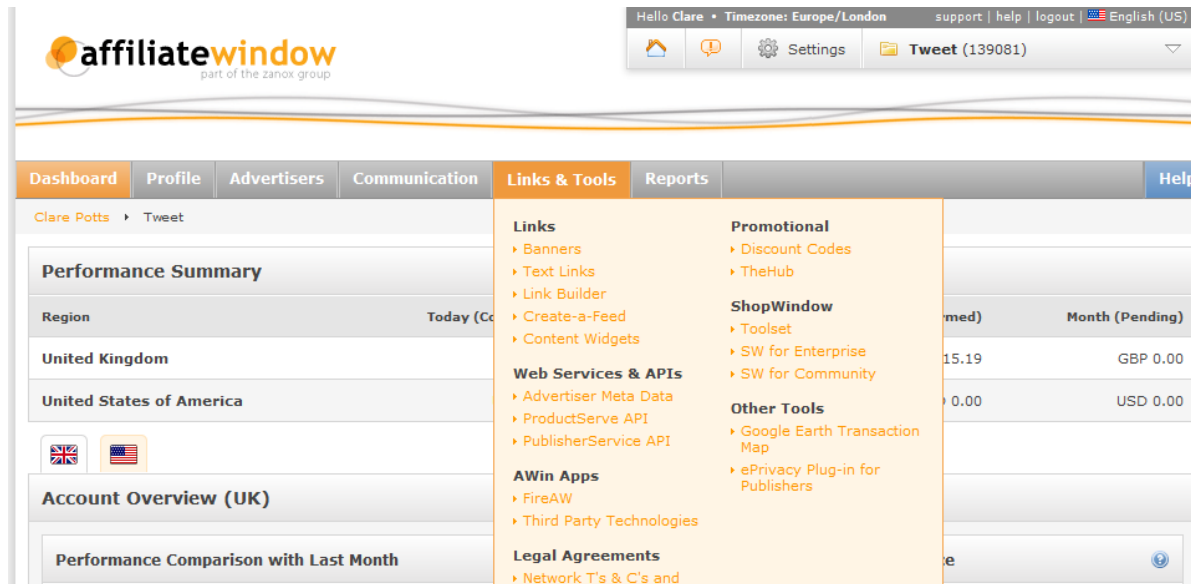 Hello Clare • Timezone: Europe/London support | help | logout | English (US)
affiliatewindow
part of the zanox group
Settings
Tweet (139081)
Dashboard Profile Advertisers Communication Links & Tools Reports Help
Clare Potts Tweet
Links
Banners
Text Links
Link Builder
Create-a-Feed
Content Widgets
Web Services & APIs
Advertiser Meta Data
ProductServe API
PublisherService API
AWin Apps
FireAW
Third Party Technologies
Legal Agreements
Network T's & C's and
Promotional
Discount Codes
TheHub
ShopWindow
Toolset
SW for Enterprise
SW for Community
Other Tools
Google Earth Transaction
Map
ePrivacy Plug-in for
Publishers
Performance Summary
Region Today (Co rmed) Month (Pending)
United Kingdom 15.19 GBP 0.00
United States of America 0.00 USD 0.00
Account Overview (UK)
Performance Comparison with Last Month